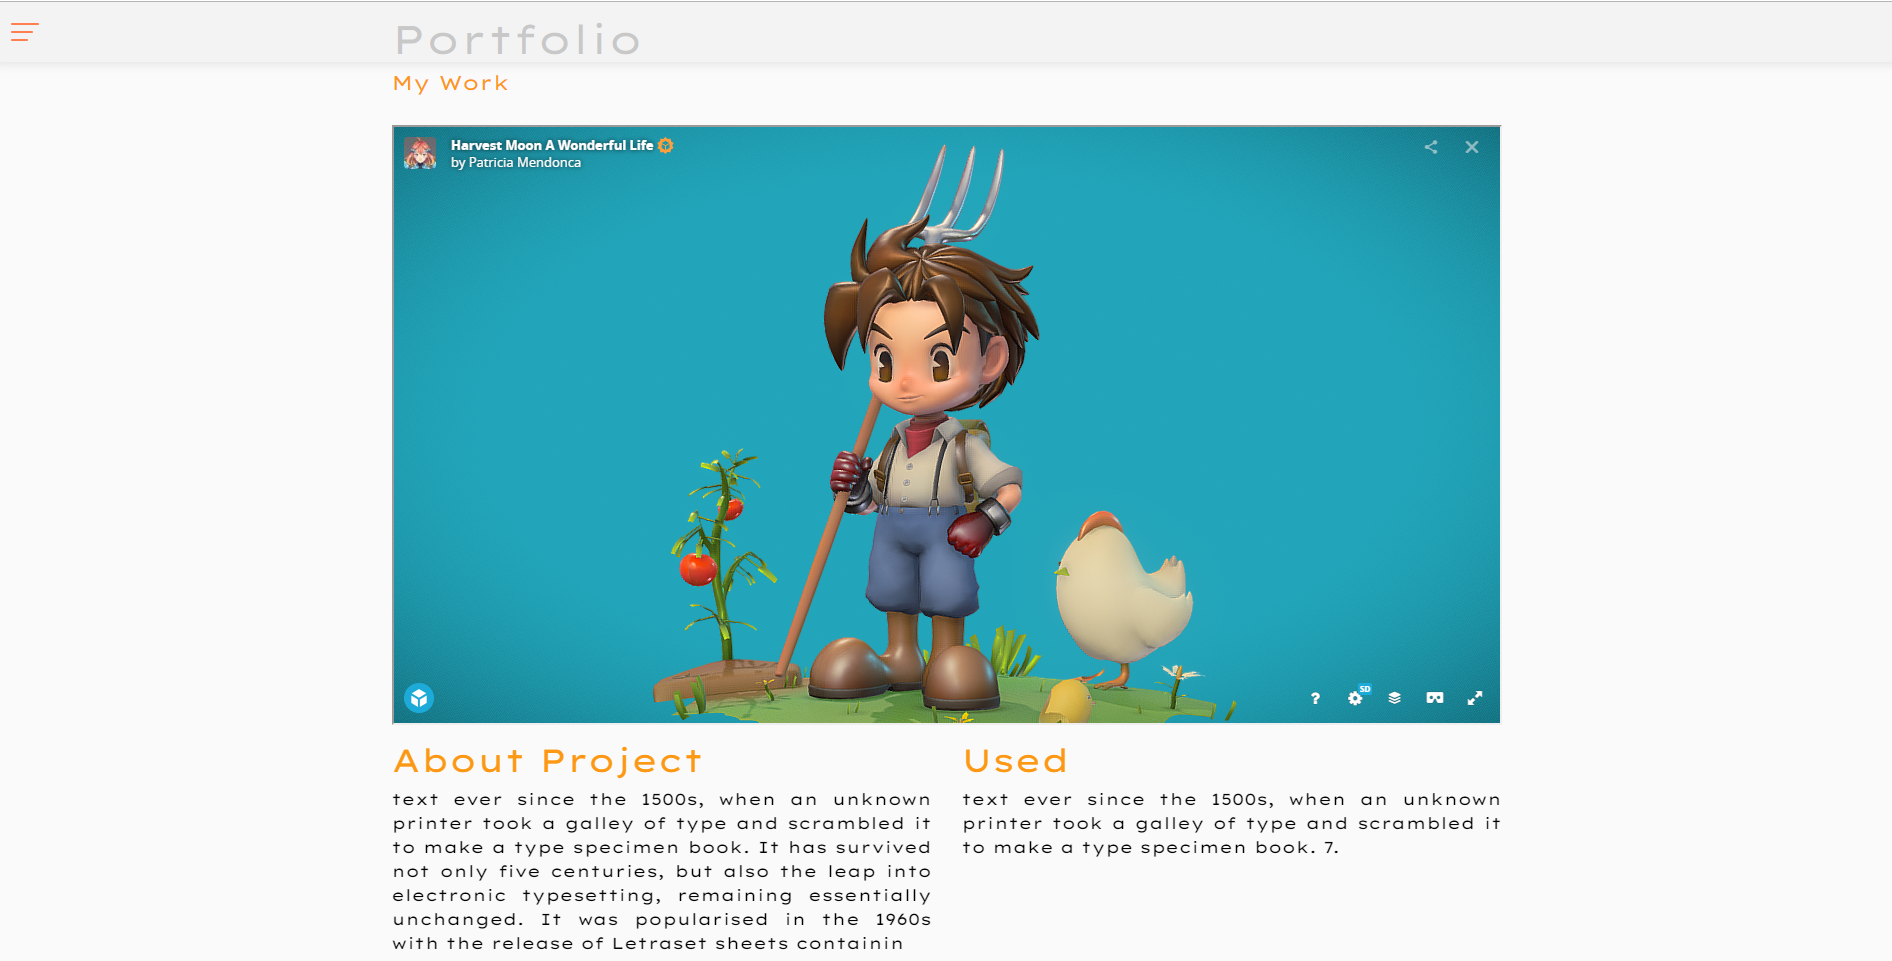 Portfolio
My Work
Harvest Moon A Wonderful Life
by Patricia Mendonca
?
SD
About Project
text ever since the 1500s, when an unknown
printer took a galley of type and scrambled it
to make a type specimen book. It has survived
not only five centuries, but also the leap into
electronic typesetting, remaining essentially
unchanged. It was popularised in the 1960s
with the release of Letraset sheets containin
Used
text ever since the 1500s, when an unknown
printer took a galley of type and scrambled it
to make a type specimen book. 7.